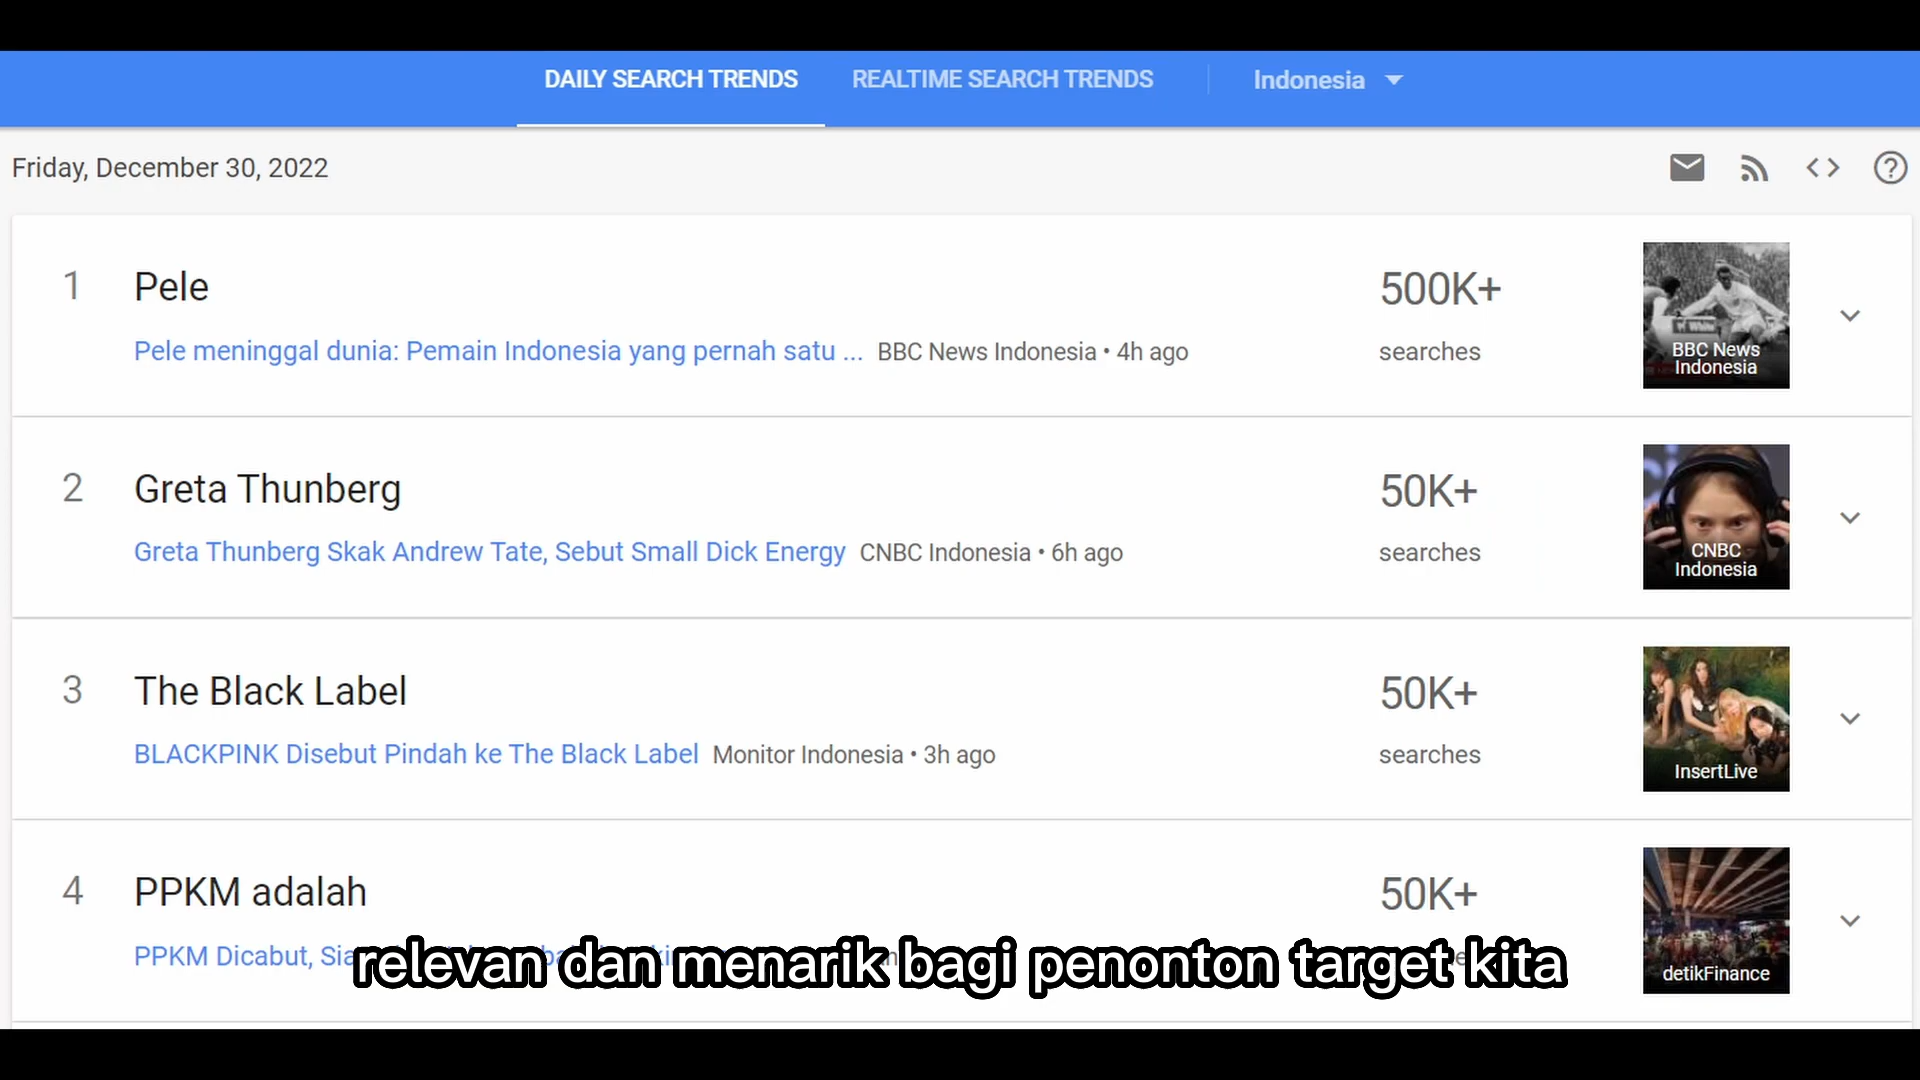 DAILY SEARCH TRENDS REALTIME SEARCH TRENDS Indonesia
Friday, December 30, 2022
1 Pele 500K+
Pele meninggal dunia: Pemain Indonesia yang pernah satu ... BBC News Indonesia • 4h ago searches
BBC News
Indonesia
2 Greta Thunberg 50K+
Greta Thunberg Skak Andrew Tate, Sebut Small Dick Energy CNBC Indonesia • 6h ago searches
CNBC
Indonesia
3 The Black Label 50K+
BLACKPINK Disebut Pindah ke The Black Label Monitor Indonesia • 3h ago searches
InsertLive
4 PPKM adalah 50K+
PPKM Dicabut,
relevan dan menarik bagi penonton target kita
detikFinance